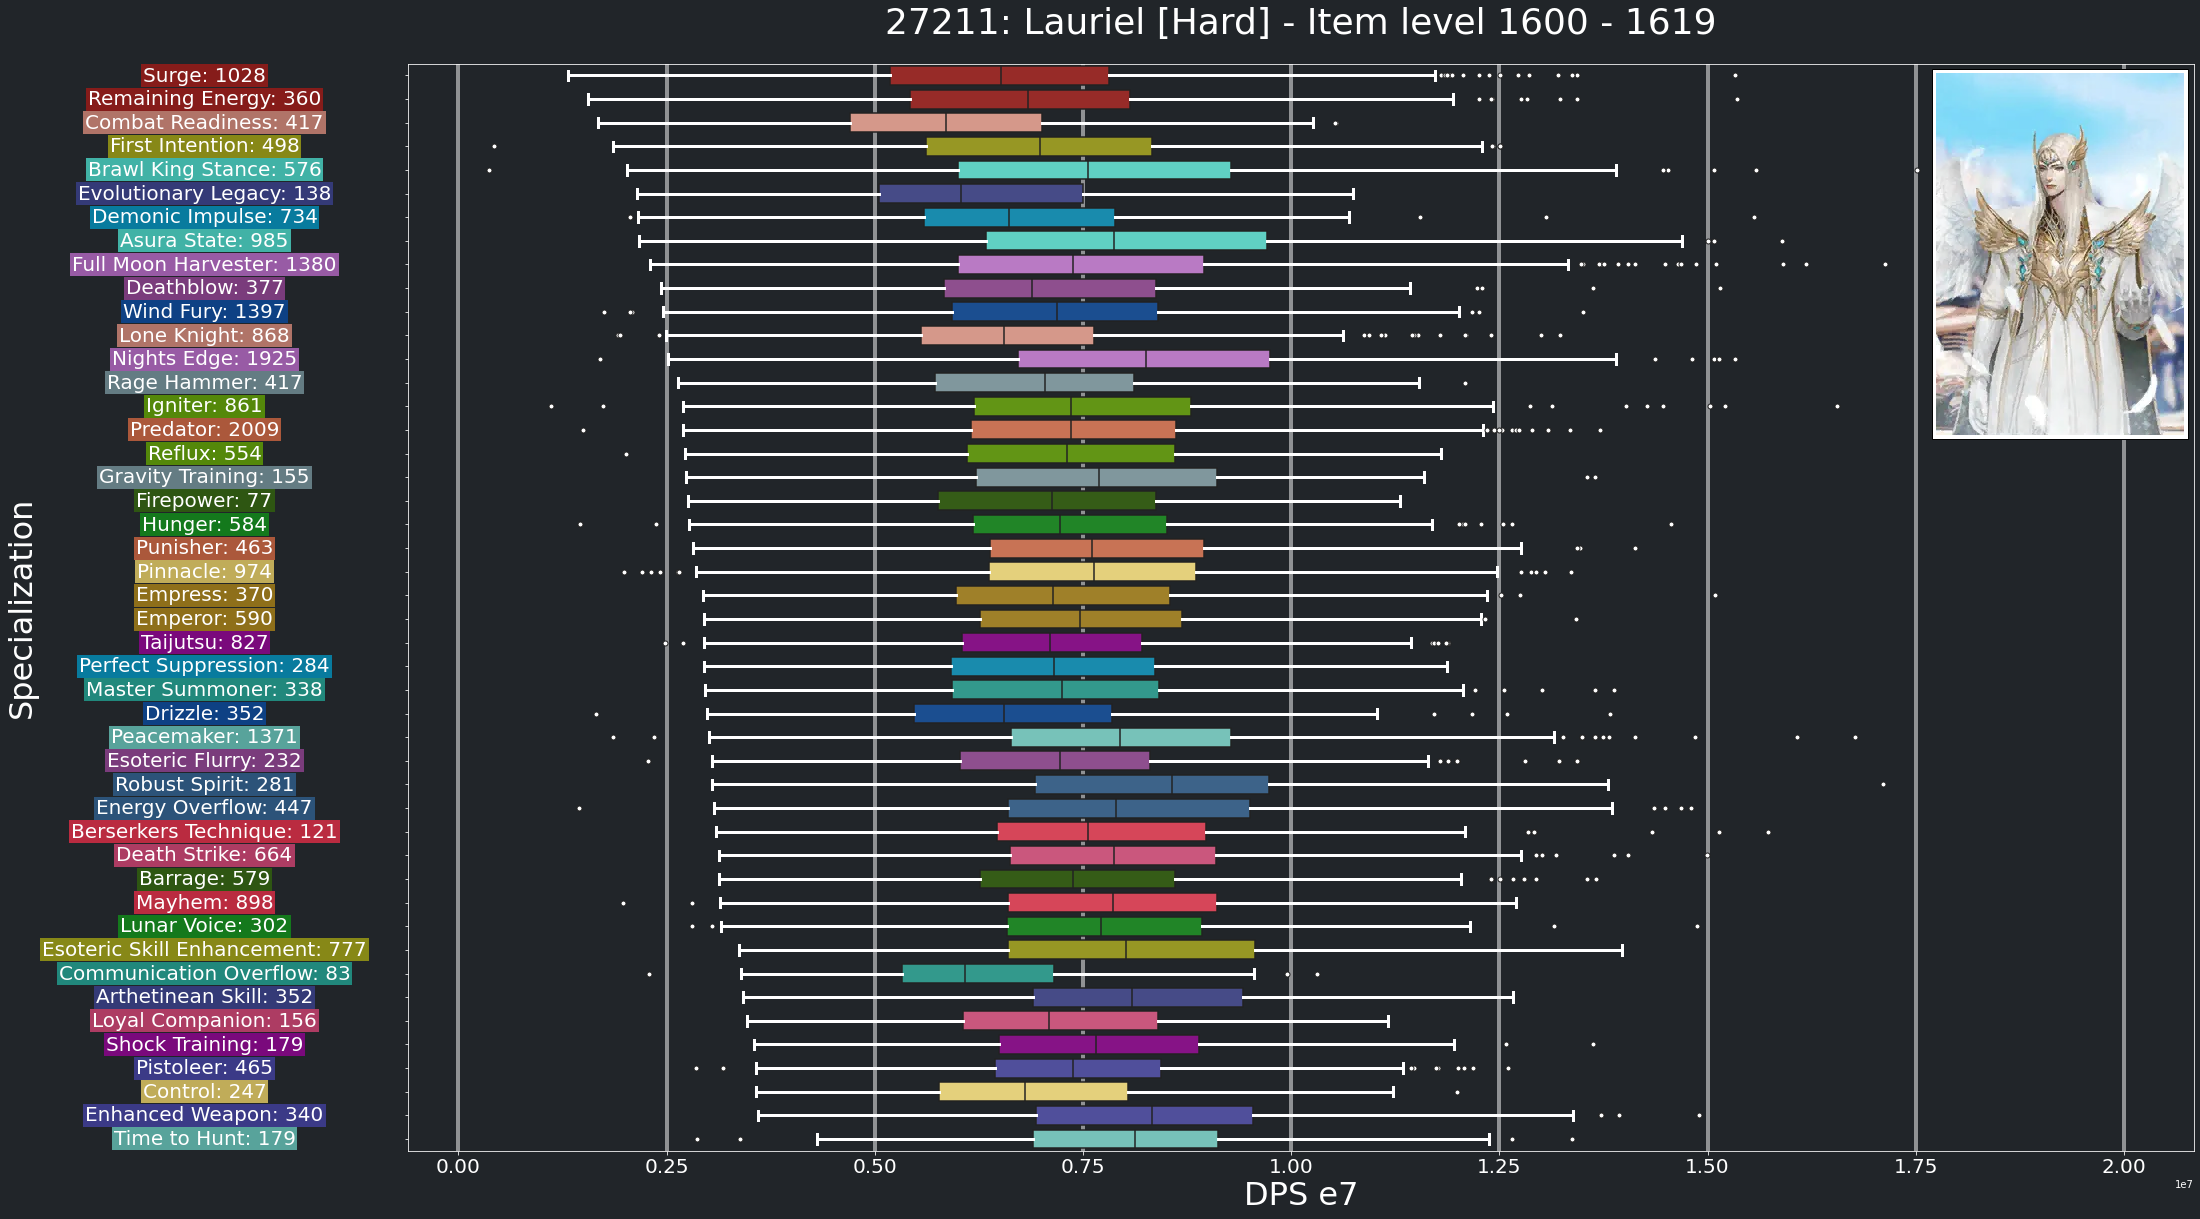 27211: Lauriel [Hard] - Item level 1600 - 1619
Surge: 1028
Remaining Energy: 360
Combat Readiness: 417
First Intention: 498
Brawl King Stance: 576
Evolutionary Legacy: 138
Demonic Impulse: 734
Asura State: 985
Full Moon Harvester: 1380
Deathblow: 377
Wind Fury: 1397
Lone Knight: 868
Nights Edge: 1925
Rage Hammer: 417
Igniter: 861
Predator: 2009
Reflux: 554
Gravity Training: 155
Firepower: 77
Hunger: 584
Punisher: 463
Pinnacle: 974
Empress: 370
Emperor: 590
Taijutsu: 827
Perfect Suppression: 284
Master Summoner: 338
Drizzle: 352
Peacemaker: 1371
Esoteric Flurry: 232
Robust Spirit: 281
Energy Overflow: 447
Berserkers Technique: 121
Death Strike: 664
Barrage: 579
Mayhem: 898
Lunar Voice: 302
Esoteric Skill Enhancement: 777
Communication Overflow: 83
Arthetinean Skill: 352
Loyal Companion: 156
Shock Training: 179
Pistoleer: 465
Control: 247
Enhanced Weapon: 340
Time to Hunt: 179
Specialization
0.00 0.25 0.50 0.75 1.00 1.25 1.50 1.75 2.00
DPS e7
1e7